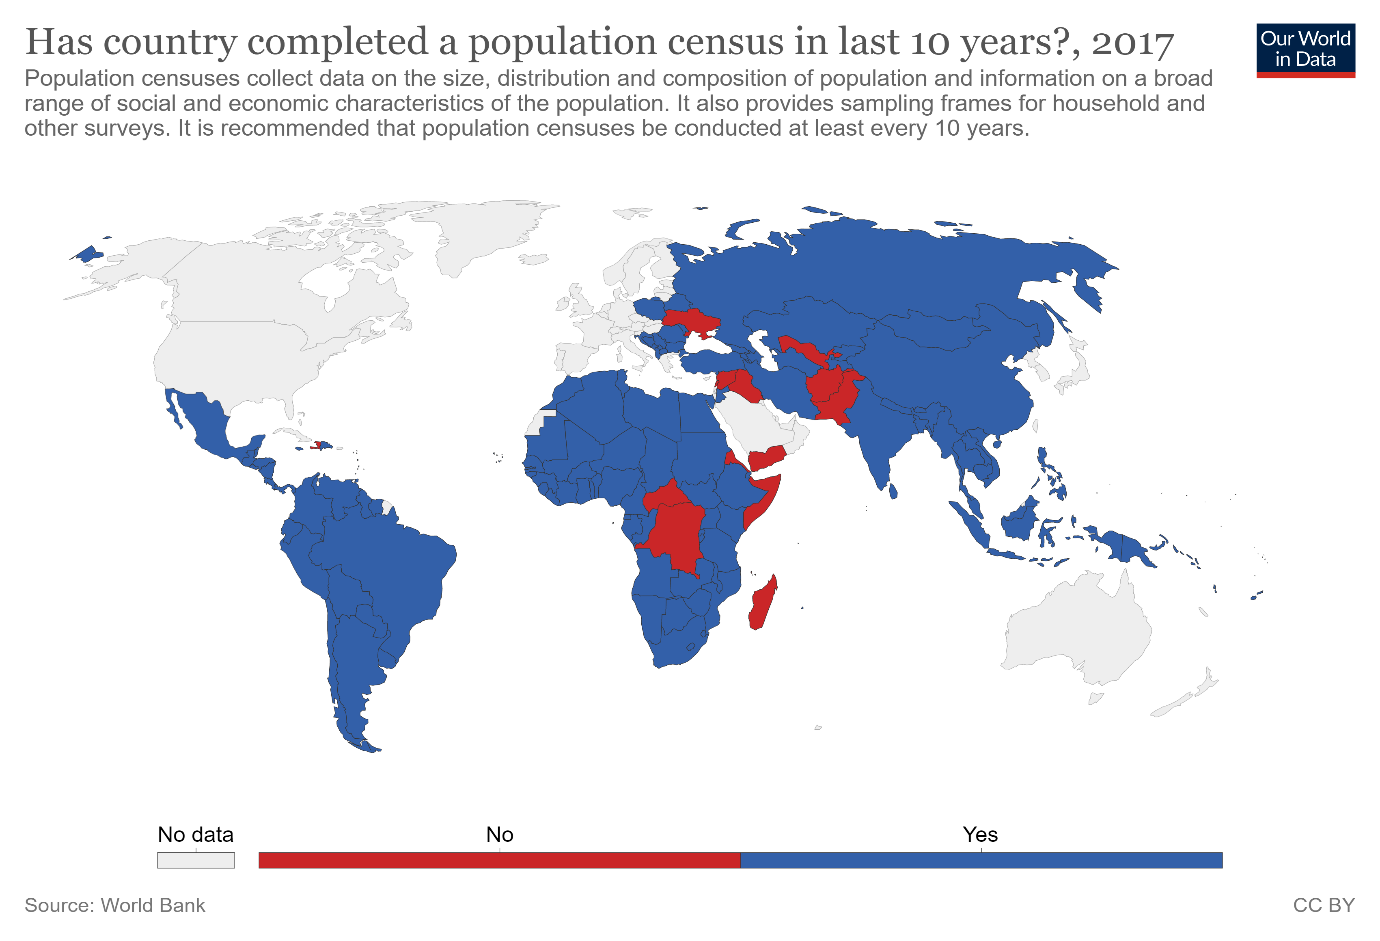 Has country completed a population census in last 10 years?, 2017
Our World
in Data
Population censuses collect data on the size, distribution and composition of population and information on a broad
range of social and economic characteristics of the population. It also provides sampling frames for household and
other surveys. It is recommended that population censuses be conducted at least every 10 years.
No data
No
Yes
Source: World Bank
CC BY